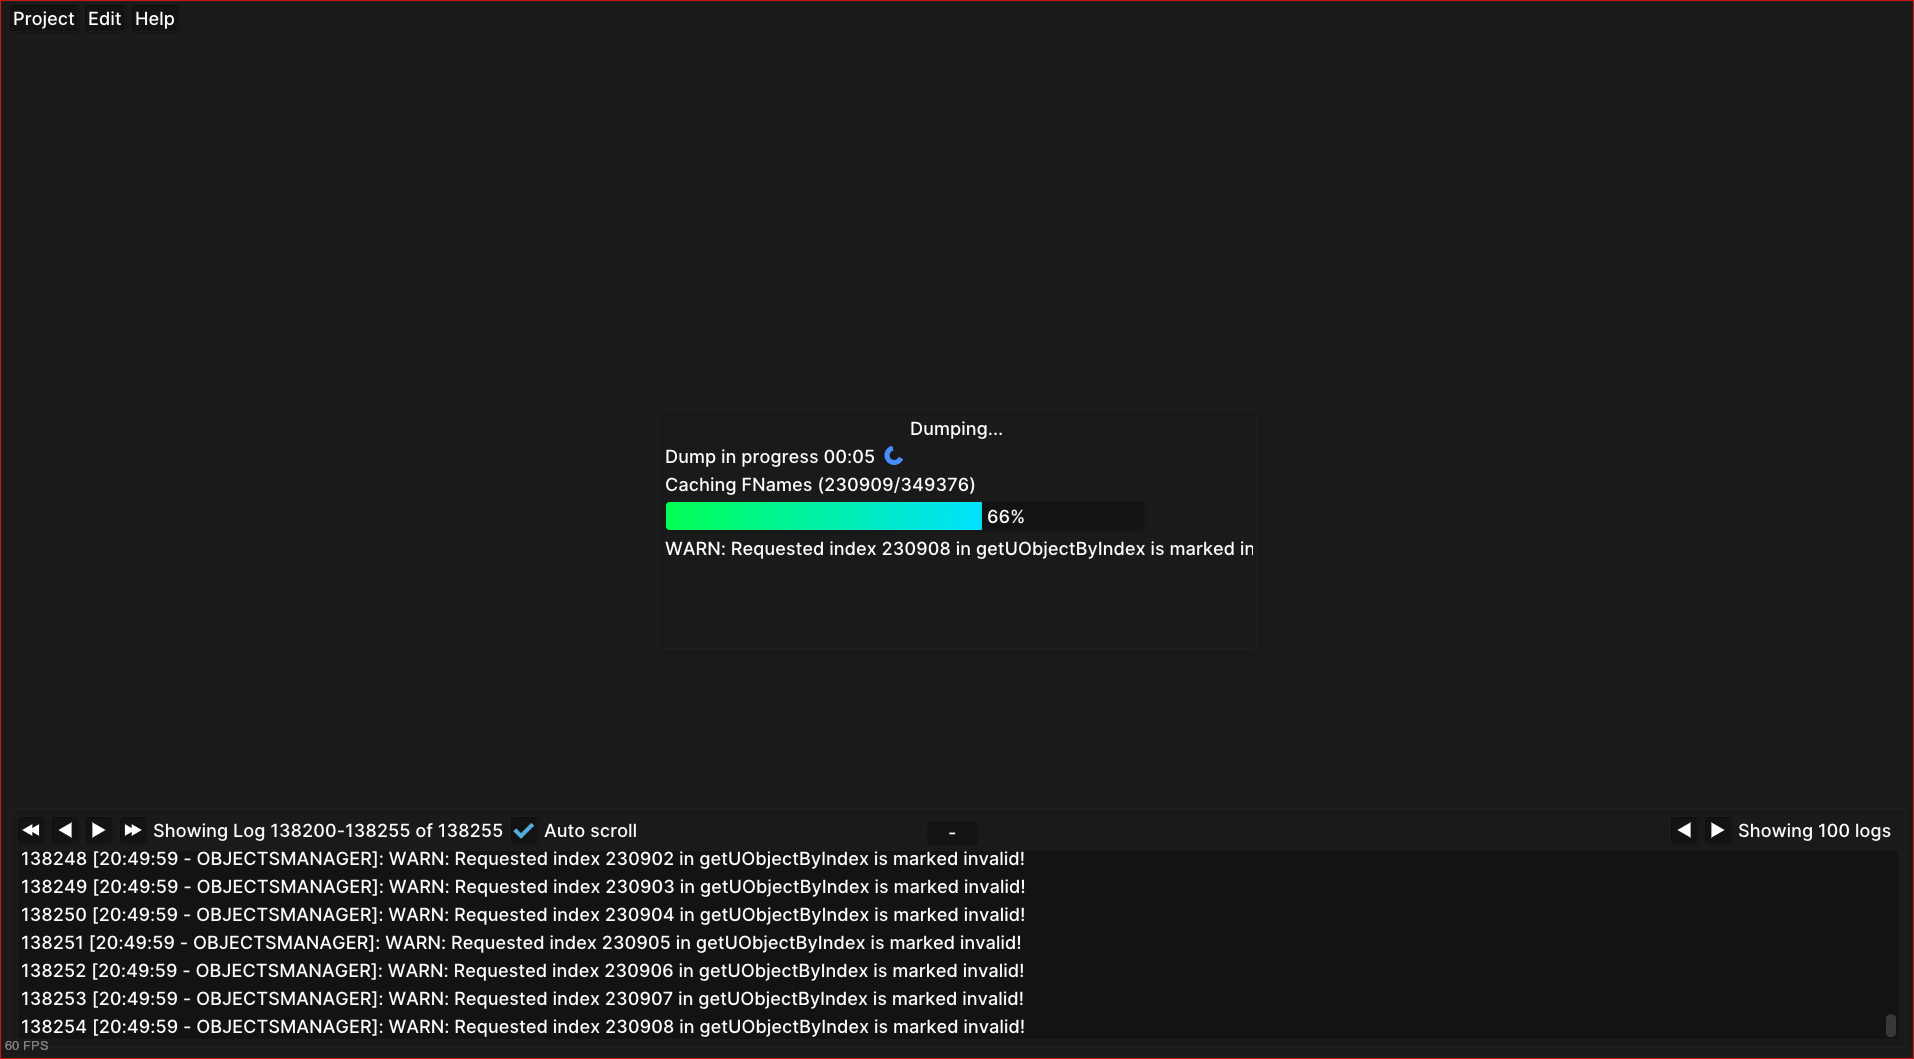 Project Edit Help
Dumping...
Dump in progress 00:05
Caching FNames (230909/349376)
66%
WARN: Requested index 230908 in getUObjectByIndex is marked in
Showing Log 138200-138255 of 138255 Auto scroll - Showing 100 logs
138248 [20:49:59 - OBJECTSMANAGER]: WARN: Requested index 230902 in getUObjectByIndex is marked invalid!
138249 [20:49:59 - OBJECTSMANAGER]: WARN: Requested index 230903 in getUObjectByIndex is marked invalid!
138250 [20:49:59 - OBJECTSMANAGER]: WARN: Requested index 230904 in getUObjectByIndex is marked invalid!
138251 [20:49:59 - OBJECTSMANAGER]: WARN: Requested index 230905 in getUObjectByIndex is marked invalid!
138252 [20:49:59 - OBJECTSMANAGER]: WARN: Requested index 230906 in getUObjectByIndex is marked invalid!
138253 [20:49:59 - OBJECTSMANAGER]: WARN: Requested index 230907 in getUObjectByIndex is marked invalid!
138254 [20:49:59 - OBJECTSMANAGER]: WARN: Requested index 230908 in getUObjectByIndex is marked invalid!
60 FPS